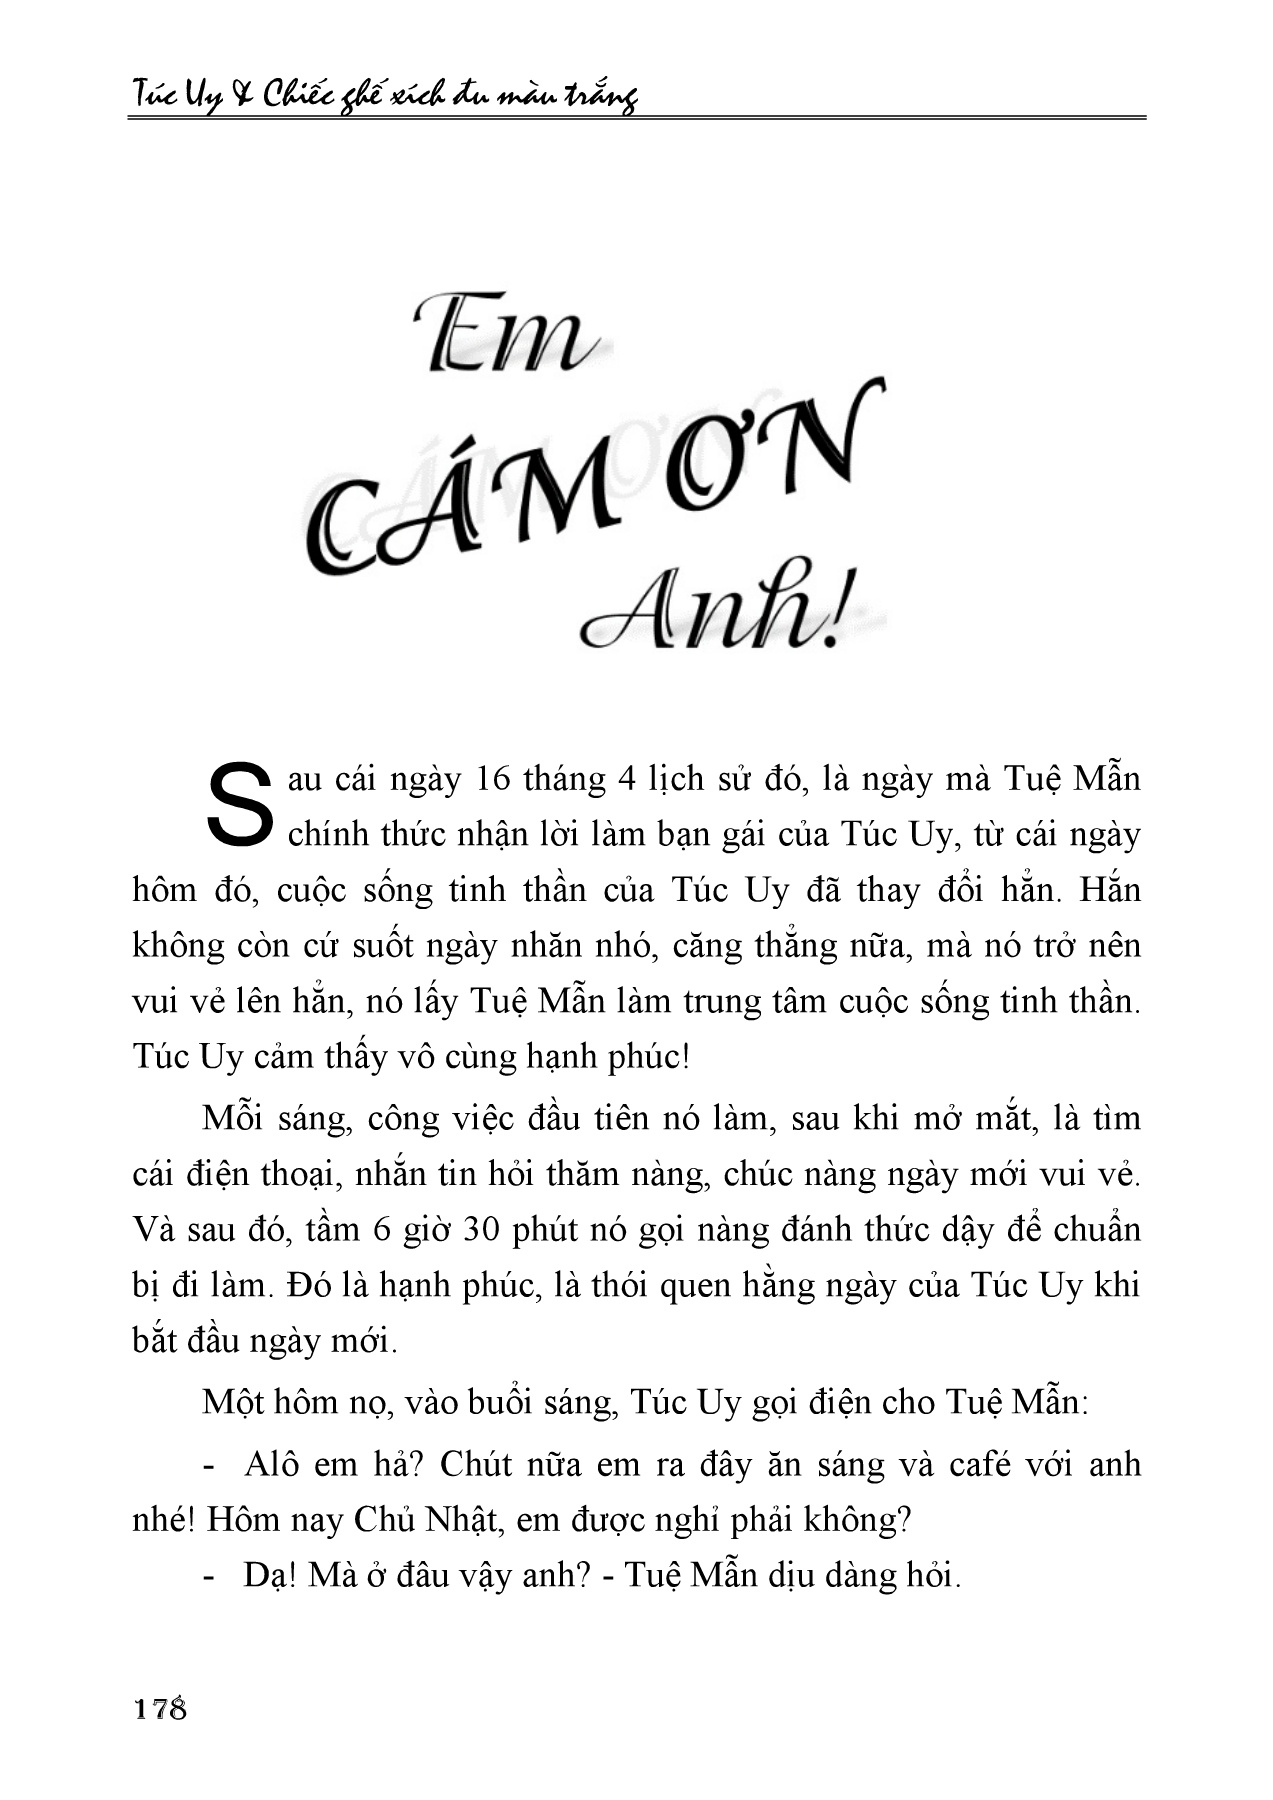 Túc Uy & Chiếc ghế xích đu màu trắng
Em
CÁM ƠN
Anh!
Sau cái ngày 16 tháng 4 lịch sử đó, là ngày mà Tuệ Mẫn
chính thức nhận lời làm bạn gái của Túc Uy, từ cái ngày
hôm đó, cuộc sống tinh thần của Túc Uy đã thay đổi hẳn. Hắn
không còn cứ suốt ngày nhăn nhó, căng thẳng nữa, mà nó trở nên
vui vẻ lên hẳn, nó lấy Tuệ Mẫn làm trung tâm cuộc sống tinh thần.
Túc Uy cảm thấy vô cùng hạnh phúc!
Mỗi sáng, công việc đầu tiên nó làm, sau khi mở mắt, là tìm
cái điện thoại, nhắn tin hỏi thăm nàng, chúc nàng ngày mới vui vẻ.
Và sau đó, tầm 6 giờ 30 phút nó gọi nàng đánh thức dậy để chuẩn
bị đi làm. Đó là hạnh phúc, là thói quen hằng ngày của Túc Uy khi
bắt đầu ngày mới.
Một hôm nọ, vào buổi sáng, Túc Uy gọi điện cho Tuệ Mẫn:
- Alô em hả? Chút nữa em ra đây ăn sáng và café với anh
nhé! Hôm nay Chủ Nhật, em được nghỉ phải không?
- Dạ! Mà ở đâu vậy anh? - Tuệ Mẫn dịu dàng hỏi.
178